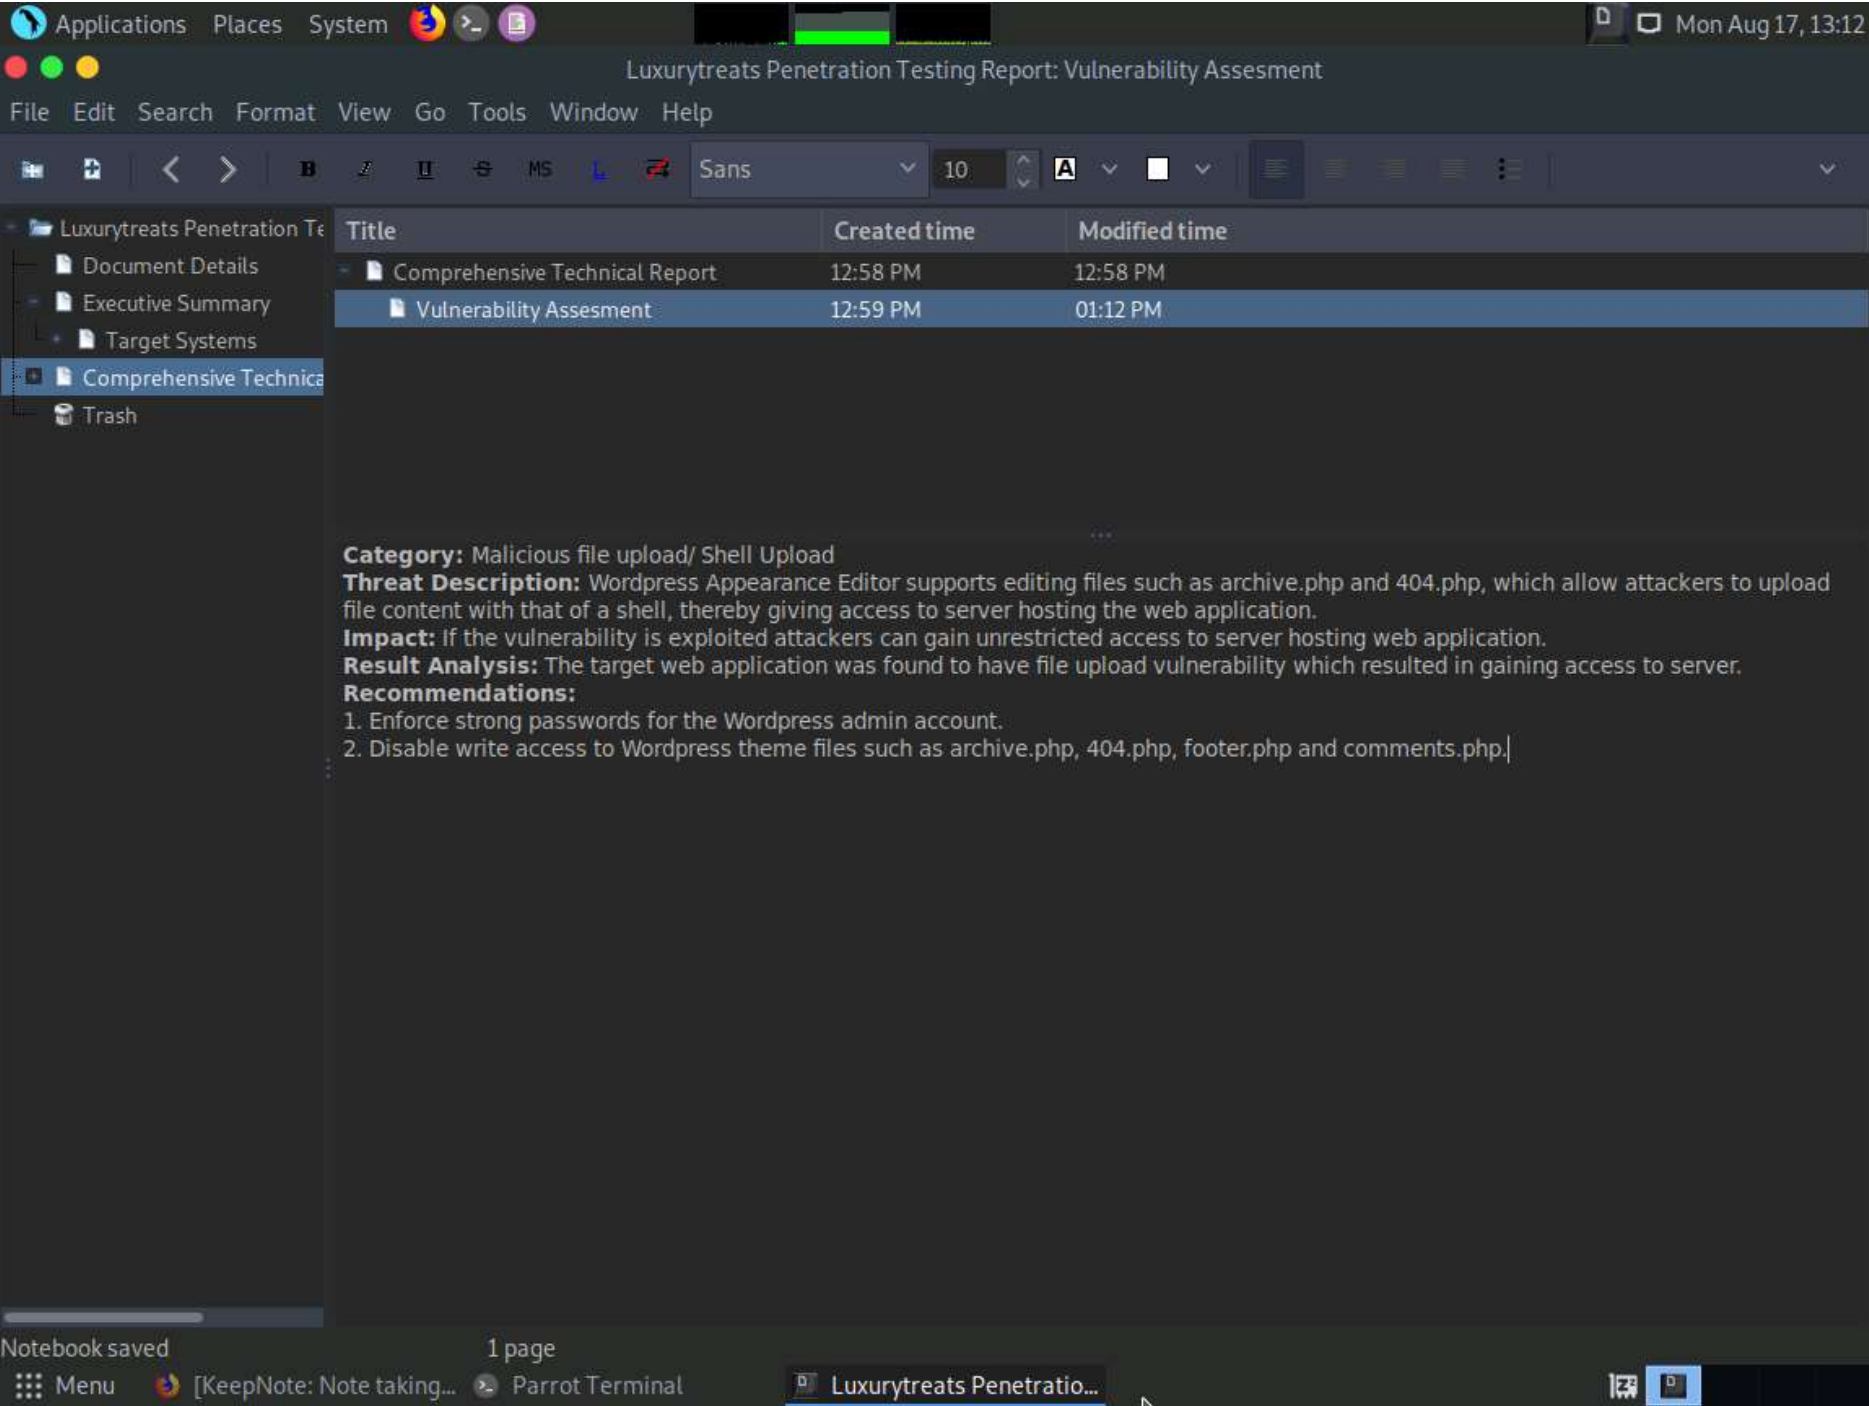 Applications Places System Mon Aug 17, 13:12
Luxurytreats Penetration Testing Report: Vulnerability Assesment
File Edit Search Format View Go Tools Window Help
B I U S MS L Sans 10 A
Luxurytreats Penetration Te
Document Details
Executive Summary
Target Systems
Comprehensive Technica
Trash
Title Created time Modified time
Comprehensive Technical Report 12:58 PM 12:58 PM
Vulnerability Assesment 12:59 PM 01:12 PM
Category: Malicious file upload/ Shell Upload
Threat Description: Wordpress Appearance Editor supports editing files such as archive.php and 404.php, which allow attackers to upload
file content with that of a shell, thereby giving access to server hosting the web application.
Impact: If the vulnerability is exploited attackers can gain unrestricted access to server hosting web application.
Result Analysis: The target web application was found to have file upload vulnerability which resulted in gaining access to server.
Recommendations:
1. Enforce strong passwords for the Wordpress admin account.
2. Disable write access to Wordpress theme files such as archive.php, 404.php, footer.php and comments.php.
Notebook saved 1 page
Menu [KeepNote: Note taking... Parrot Terminal Luxurytreats Penetratio...